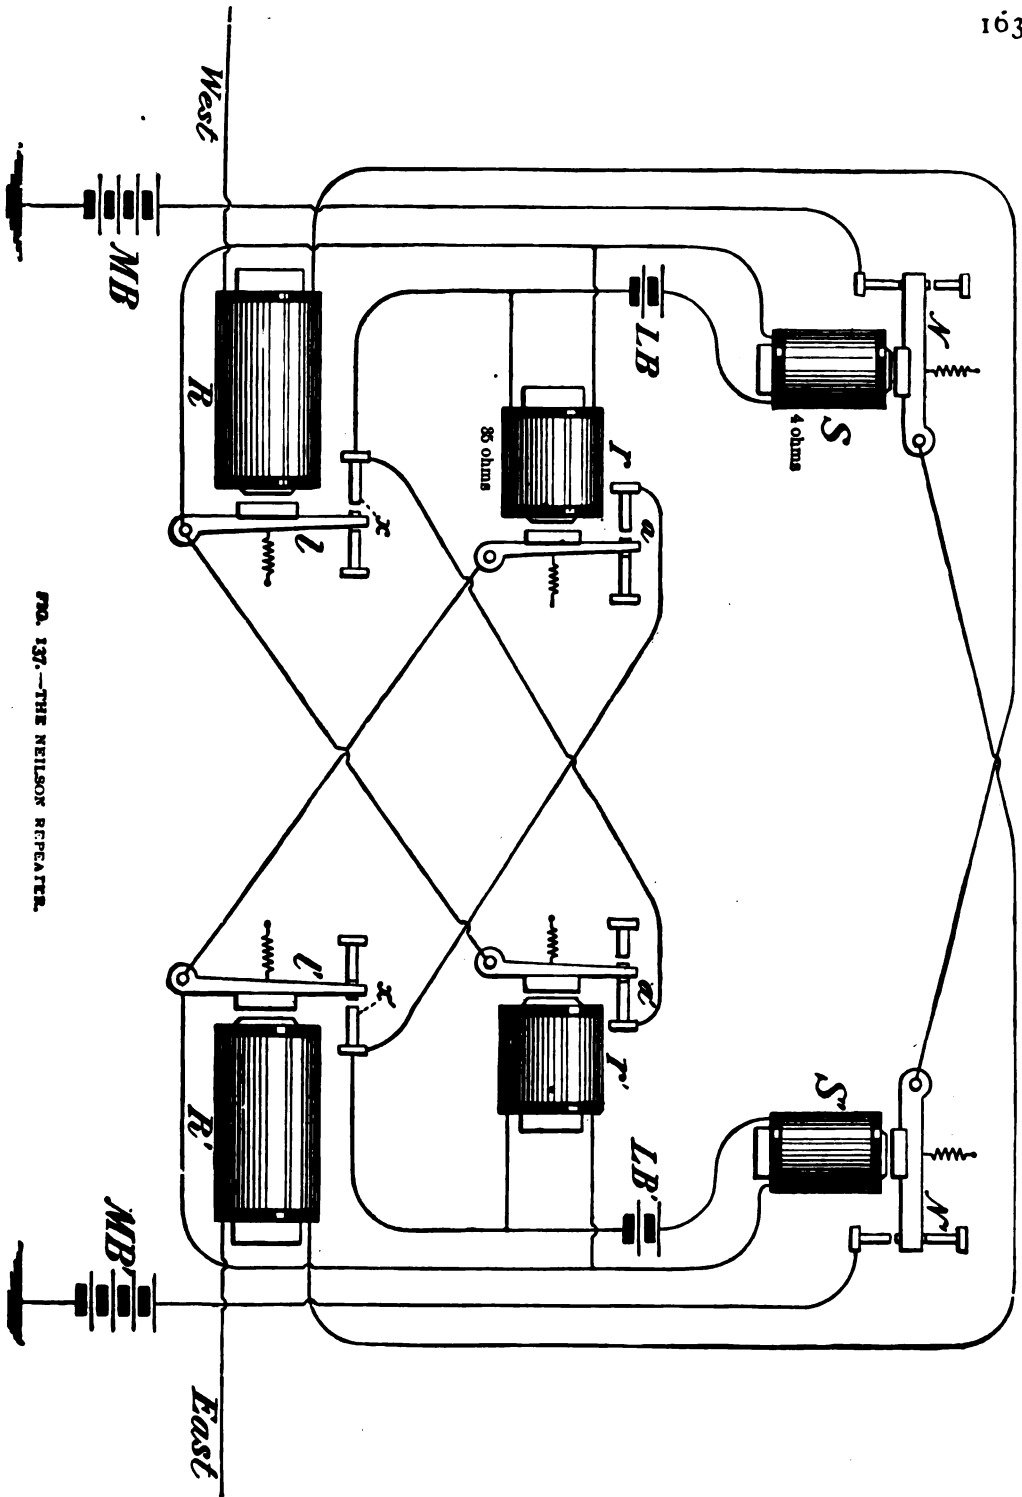 163
West
MB
R
l
x
LB
r
85 ohms
a
S
4 ohms
N
FIG. 137.—THE NEILSON REPEATER.
l'
x'
R'
MB'
East
a'
r'
LB'
S'
N'